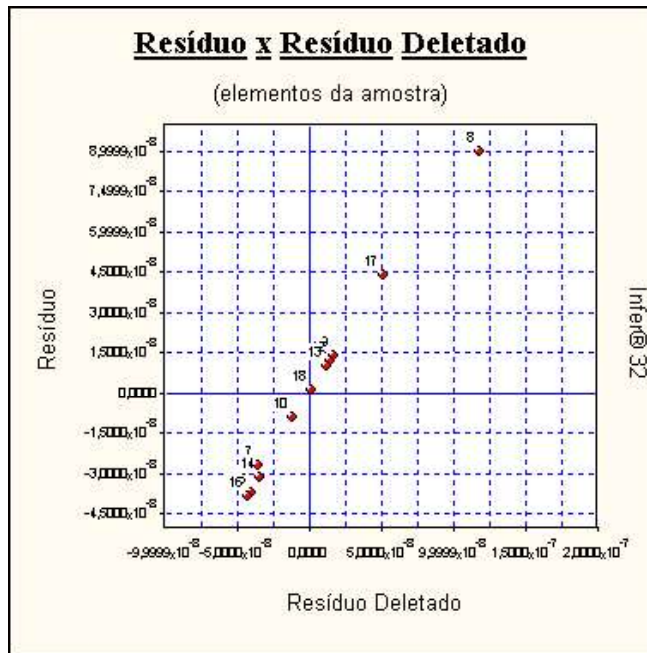 Resíduo x Resíduo Deletado
(elementos da amostra)
8,9999x10⁻⁸
7,4999x10⁻⁸
5,9999x10⁻⁸
4,5000x10⁻⁸
3,0000x10⁻⁸
1,5000x10⁻⁸
0,0000
-1,5000x10⁻⁸
-3,0000x10⁻⁸
-4,5000x10⁻⁸
Resíduo
8
17
9
13
18
10
7
14
16 2
Infer® 32
-9,9999x10⁻⁸ -5,0000x10⁻⁸ 0,0000 5,0000x10⁻⁸ 9,9999x10⁻⁸ 1,5000x10⁻⁷ 2,0000x10⁻⁷
Resíduo Deletado